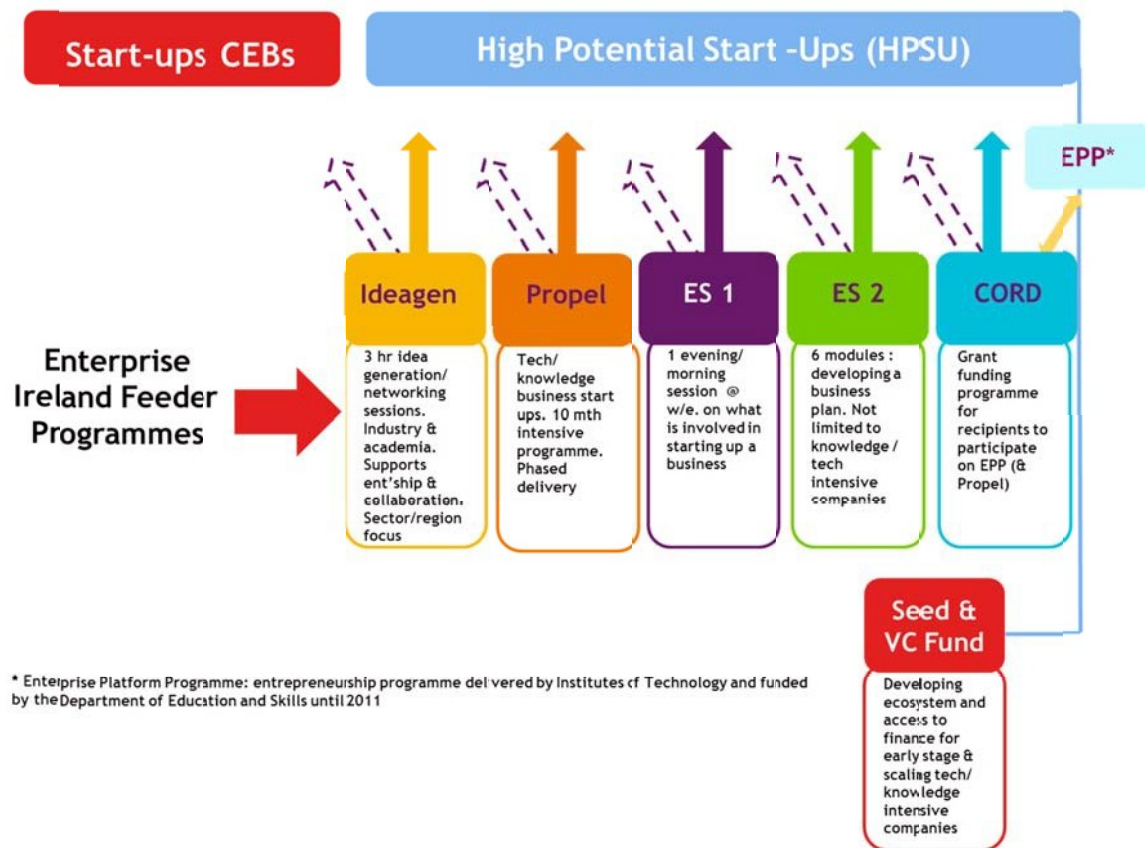 Start-ups CEBs
High Potential Start -Ups (HPSU)
EPP*
Enterprise
Ireland Feeder
Programmes
Ideagen
3 hr idea
generation/
networking
sessions.
Industry &
academia.
Supports
ent'ship &
collaboration.
Sector/region
focus
Propel
Tech/
knowledge
business start
ups. 10 mth
intensive
programme.
Phased
delivery
ES 1
1 evening/
morning
session @
w/e. on what
is involved in
starting up a
business
ES 2
6 modules :
developing a
business
plan. Not
limited to
knowledge /
tech
intensive
companies
CORD
Grant
funding
programme
for
recipients to
participate
on EPP (&
Propel)
Seed &
VC Fund
Developing
ecosystem and
access to
finance for
early stage &
scaling tech/
knowledge
intensive
companies
* Enterprise Platform Programme: entrepreneurship programme delivered by Institutes of Technology and funded
by the Department of Education and Skills until 2011